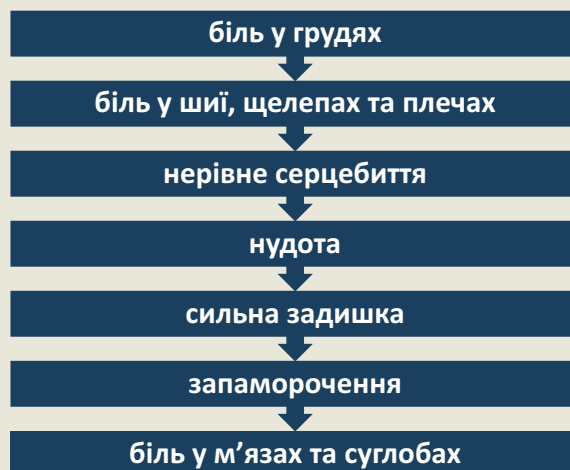 біль у грудях
біль у шиї, щелепах та плечах
нерівне серцебиття
нудота
сильна задишка
запаморочення
біль у м’язах та суглобах